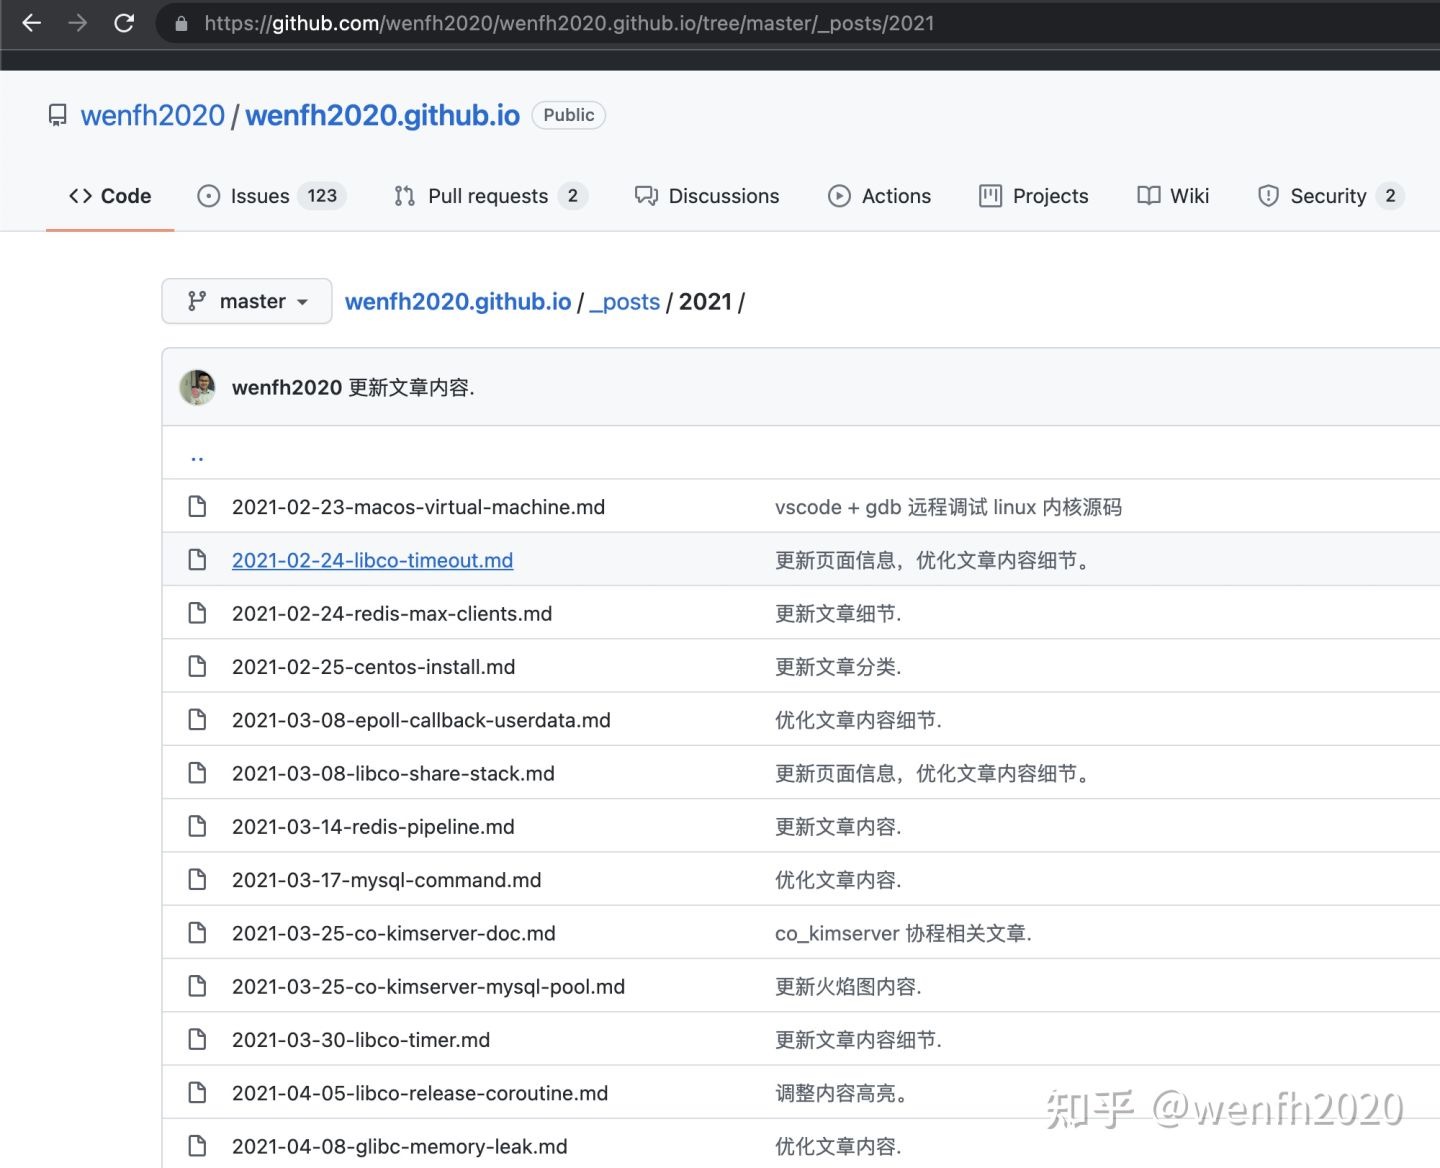 https://github.com/wenfh2020/wenfh2020.github.io/tree/master/_posts/2021
wenfh2020 / wenfh2020.github.io Public
Code Issues 123 Pull requests 2 Discussions Actions Projects Wiki Security 2
master wenfh2020.github.io / _posts / 2021 /
wenfh2020 更新文章内容.
..
2021-02-23-macos-virtual-machine.md vscode + gdb 远程调试 linux 内核源码
2021-02-24-libco-timeout.md 更新页面信息，优化文章内容细节。
2021-02-24-redis-max-clients.md 更新文章细节.
2021-02-25-centos-install.md 更新文章分类.
2021-03-08-epoll-callback-userdata.md 优化文章内容细节.
2021-03-08-libco-share-stack.md 更新页面信息，优化文章内容细节。
2021-03-14-redis-pipeline.md 更新文章内容.
2021-03-17-mysql-command.md 优化文章内容.
2021-03-25-co-kimserver-doc.md co_kimserver 协程相关文章.
2021-03-25-co-kimserver-mysql-pool.md 更新火焰图内容.
2021-03-30-libco-timer.md 更新文章内容细节.
2021-04-05-libco-release-coroutine.md 调整内容高亮。
2021-04-08-glibc-memory-leak.md 优化文章内容.
知乎 @wenfh2020